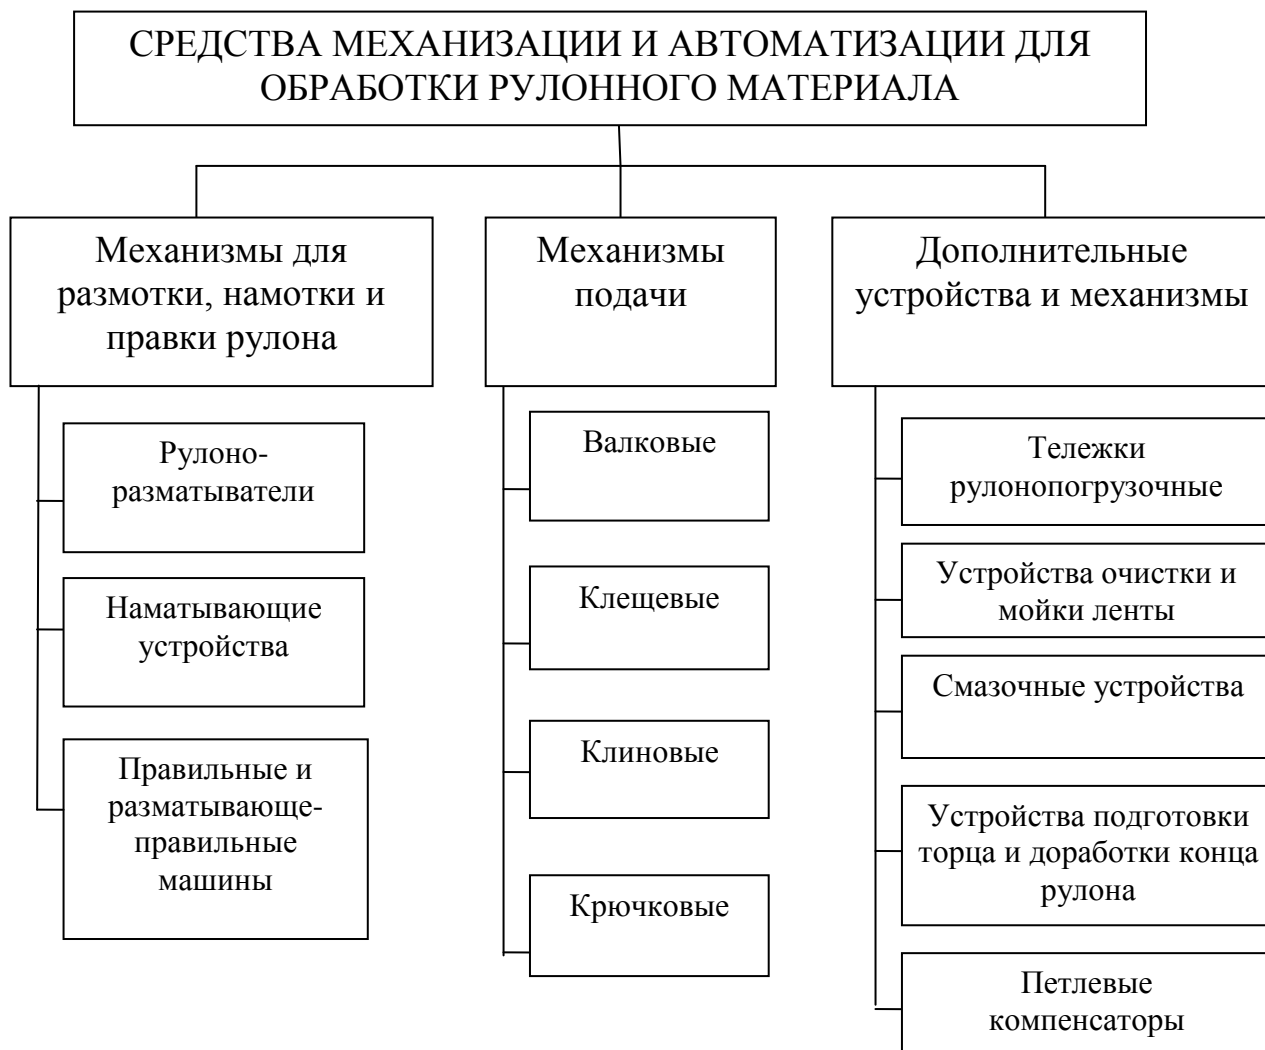 СРЕДСТВА МЕХАНИЗАЦИИ И АВТОМАТИЗАЦИИ ДЛЯ
ОБРАБОТКИ РУЛОННОГО МАТЕРИАЛА
Механизмы для
размотки, намотки и
правки рулона
Рулоно-
разматыватели
Наматывающие
устройства
Правильные и
разматывающе-
правильные
машины
Механизмы
подачи
Валковые
Клещевые
Клиновые
Крючковые
Дополнительные
устройства и механизмы
Тележки
рулонопогрузочные
Устройства очистки и
мойки ленты
Смазочные устройства
Устройства подготовки
торца и доработки конца
рулона
Петлевые
компенсаторы